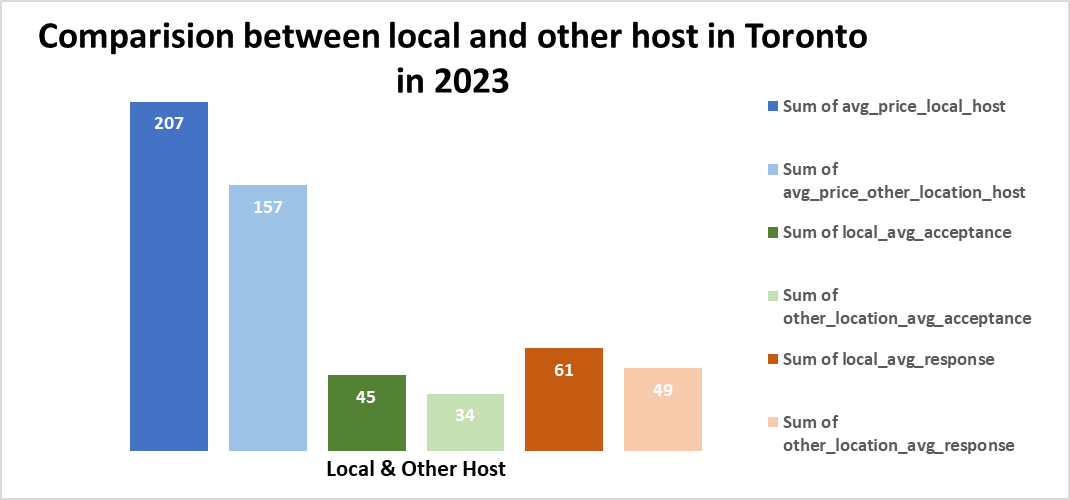 Comparision between local and other host in Toronto
in 2023
207
157
45
34
61
49
Local & Other Host
Sum of avg_price_local_host
Sum of
avg_price_other_location_host
Sum of local_avg_acceptance
Sum of
other_location_avg_acceptance
Sum of local_avg_response
Sum of
other_location_avg_response